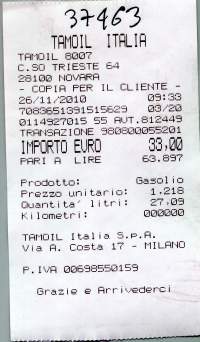 37463
TAMOIL ITALIA
TAMOIL 8007
C.SO TRIESTE 64
28100 NOVARA
- COPIA PER IL CLIENTE -
26/11/2010 09:33
7083651391515629 03/20
0114927015 55 AUT.812449
TRANSAZIONE 980800055201
IMPORTO EURO 33,00
PARI A LIRE 63.897
Prodotto: Gasolio
Prezzo unitario: 1.218
Quantita' litri: 27,09
Kilometri: 000000
TAMOIL Italia S.p.A.
Via A. Costa 17 - MILANO
P.IVA 00698550159
Grazie e Arrivederci